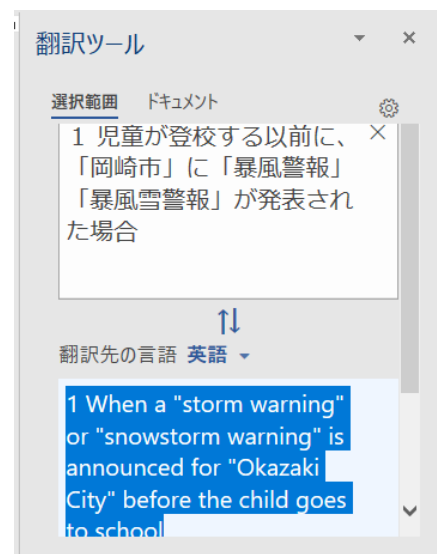 翻訳ツール
選択範囲 ドキュメント
1 児童が登校する以前に、
「岡崎市」に「暴風警報」
「暴風雪警報」が発表され
た場合
翻訳先の言語 英語
1 When a "storm warning"
or "snowstorm warning" is
announced for "Okazaki
City" before the child goes
to school